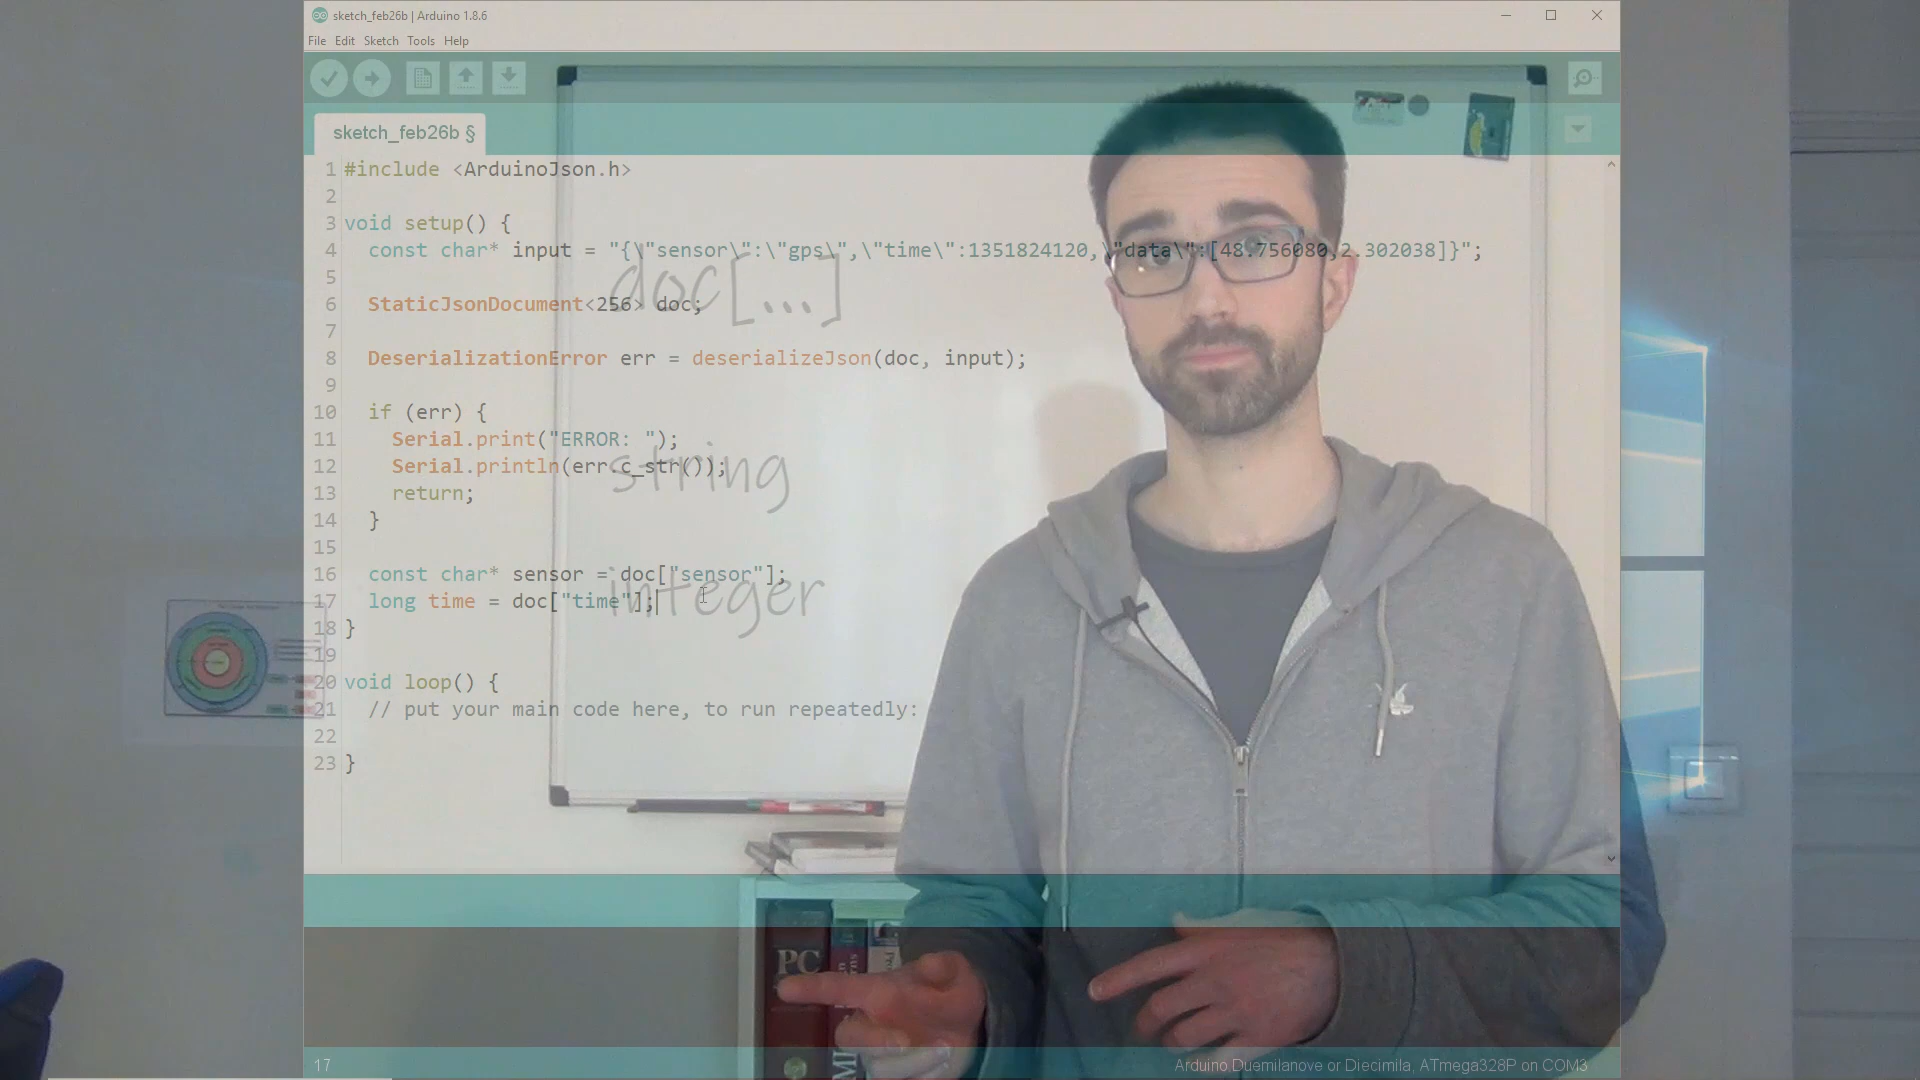 sketch_feb26b | Arduino 1.8.6
File Edit Sketch Tools Help
sketch_feb26b §
1 #include <ArduinoJson.h>
2
3 void setup() {
4 const char* input = "{\"sensor\":\"gps\",\"time\":1351824120,\"data\":[48.756080,2.302038]}";
5
6 StaticJsonDocument<256> doc;
7
8 DeserializationError err = deserializeJson(doc, input);
9
10 if (err) {
11 Serial.print("ERROR: ");
12 Serial.println(err.c_str());
13 return;
14 }
15
16 const char* sensor = doc["sensor"];
17 long time = doc["time"];
18 }
19
20 void loop() {
21 // put your main code here, to run repeatedly:
22
23 }
doc[...]
string
integer
PC
17
Arduino Duemilanove or Diecimila, ATmega328P on COM3